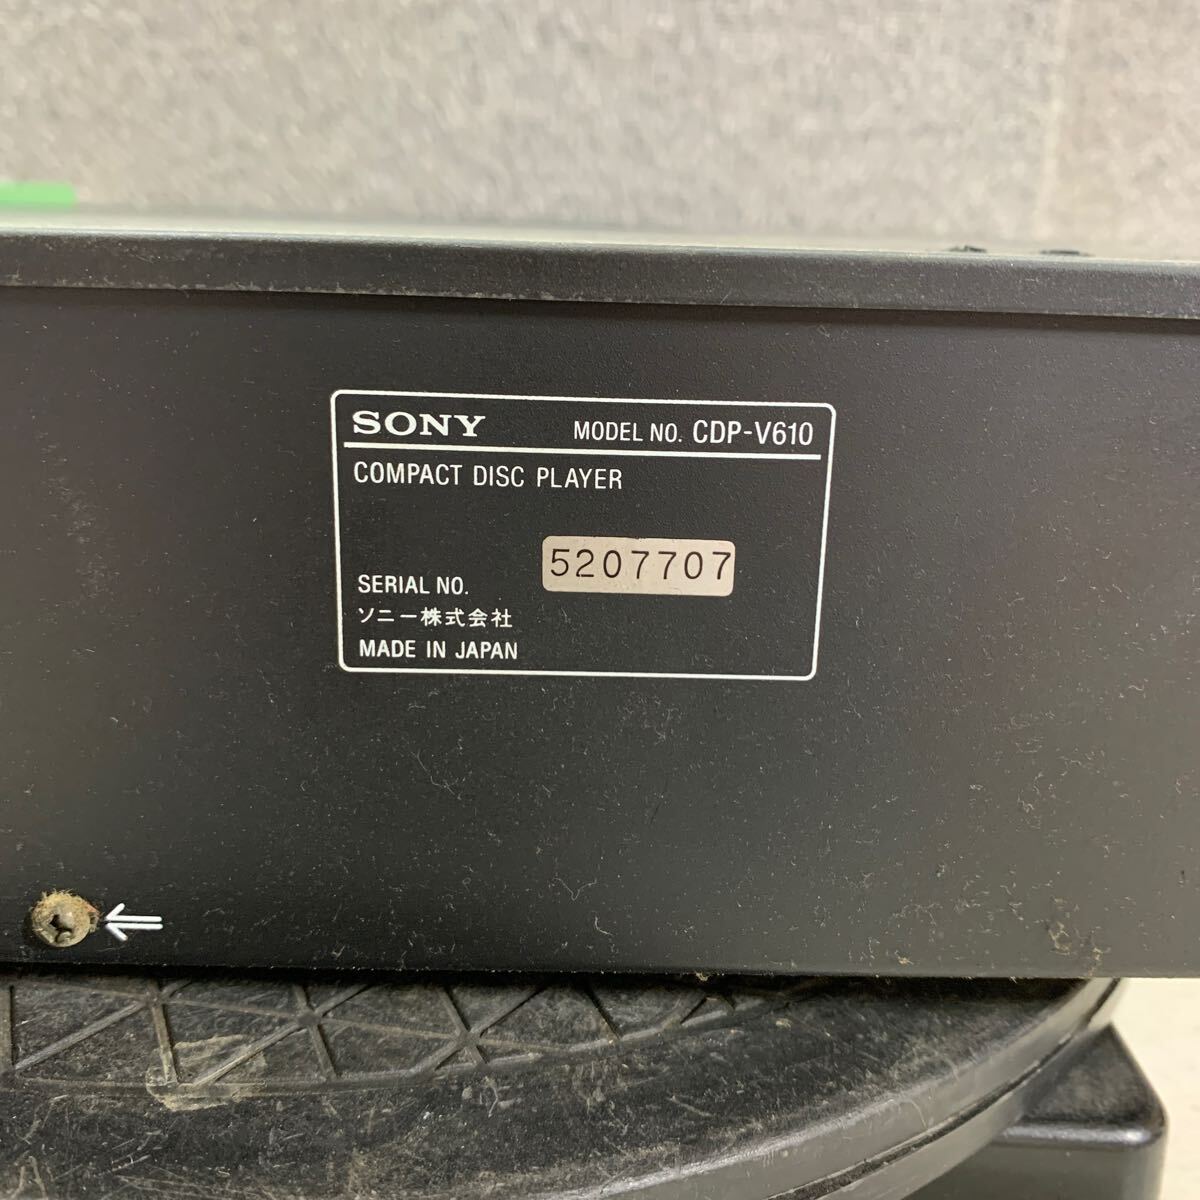 SONY MODEL NO. CDP-V610
COMPACT DISC PLAYER
SERIAL NO. 5207707
ソニー株式会社
MADE IN JAPAN